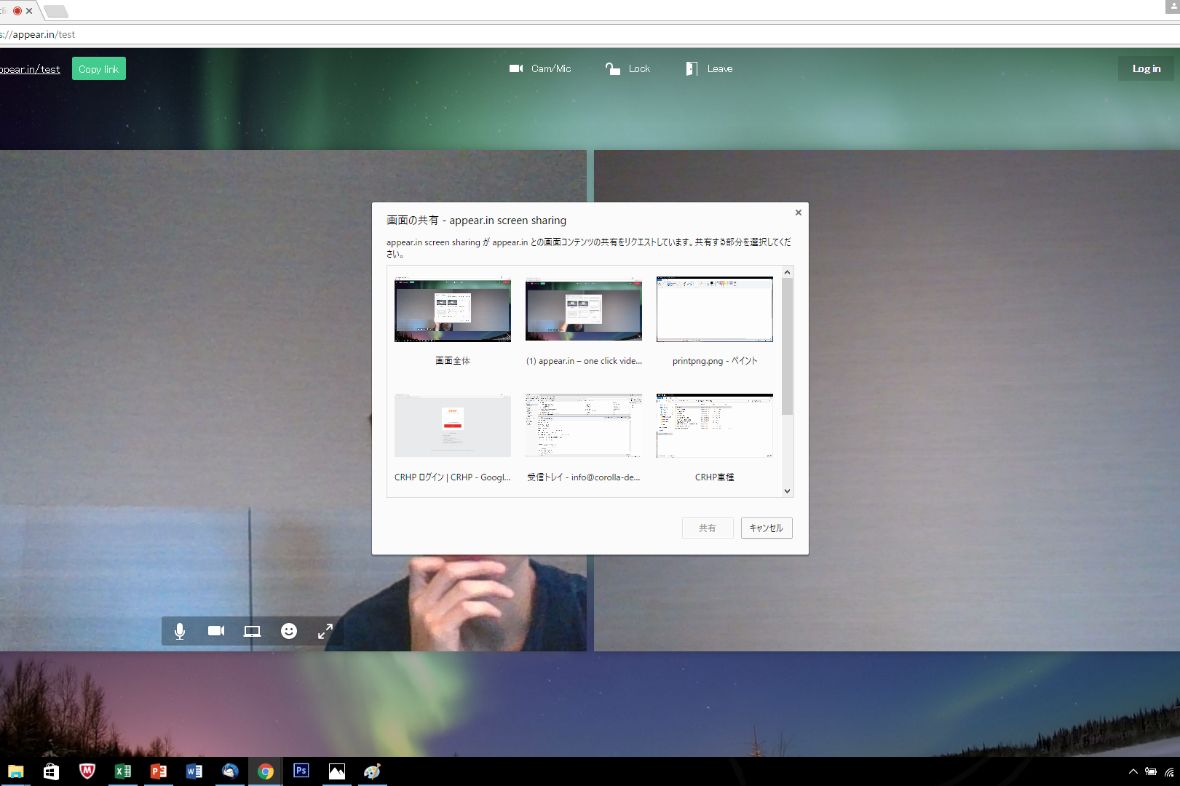 s://appear.in/test
ppear.in/test
Copy link
Cam/Mic
Lock
Leave
Log in
画面の共有 - appear.in screen sharing
appear.in screen sharing が appear.in との画面コンテンツの共有をリクエストしています。共有する部分を選択してくだ
さい。
画面全体
(1) appear.in – one click vide...
printpng.png - ペイント
CRHP ログイン | CRHP - Googl...
受信トレイ - info@corolla-de...
CRHP車種
共有
キャンセル